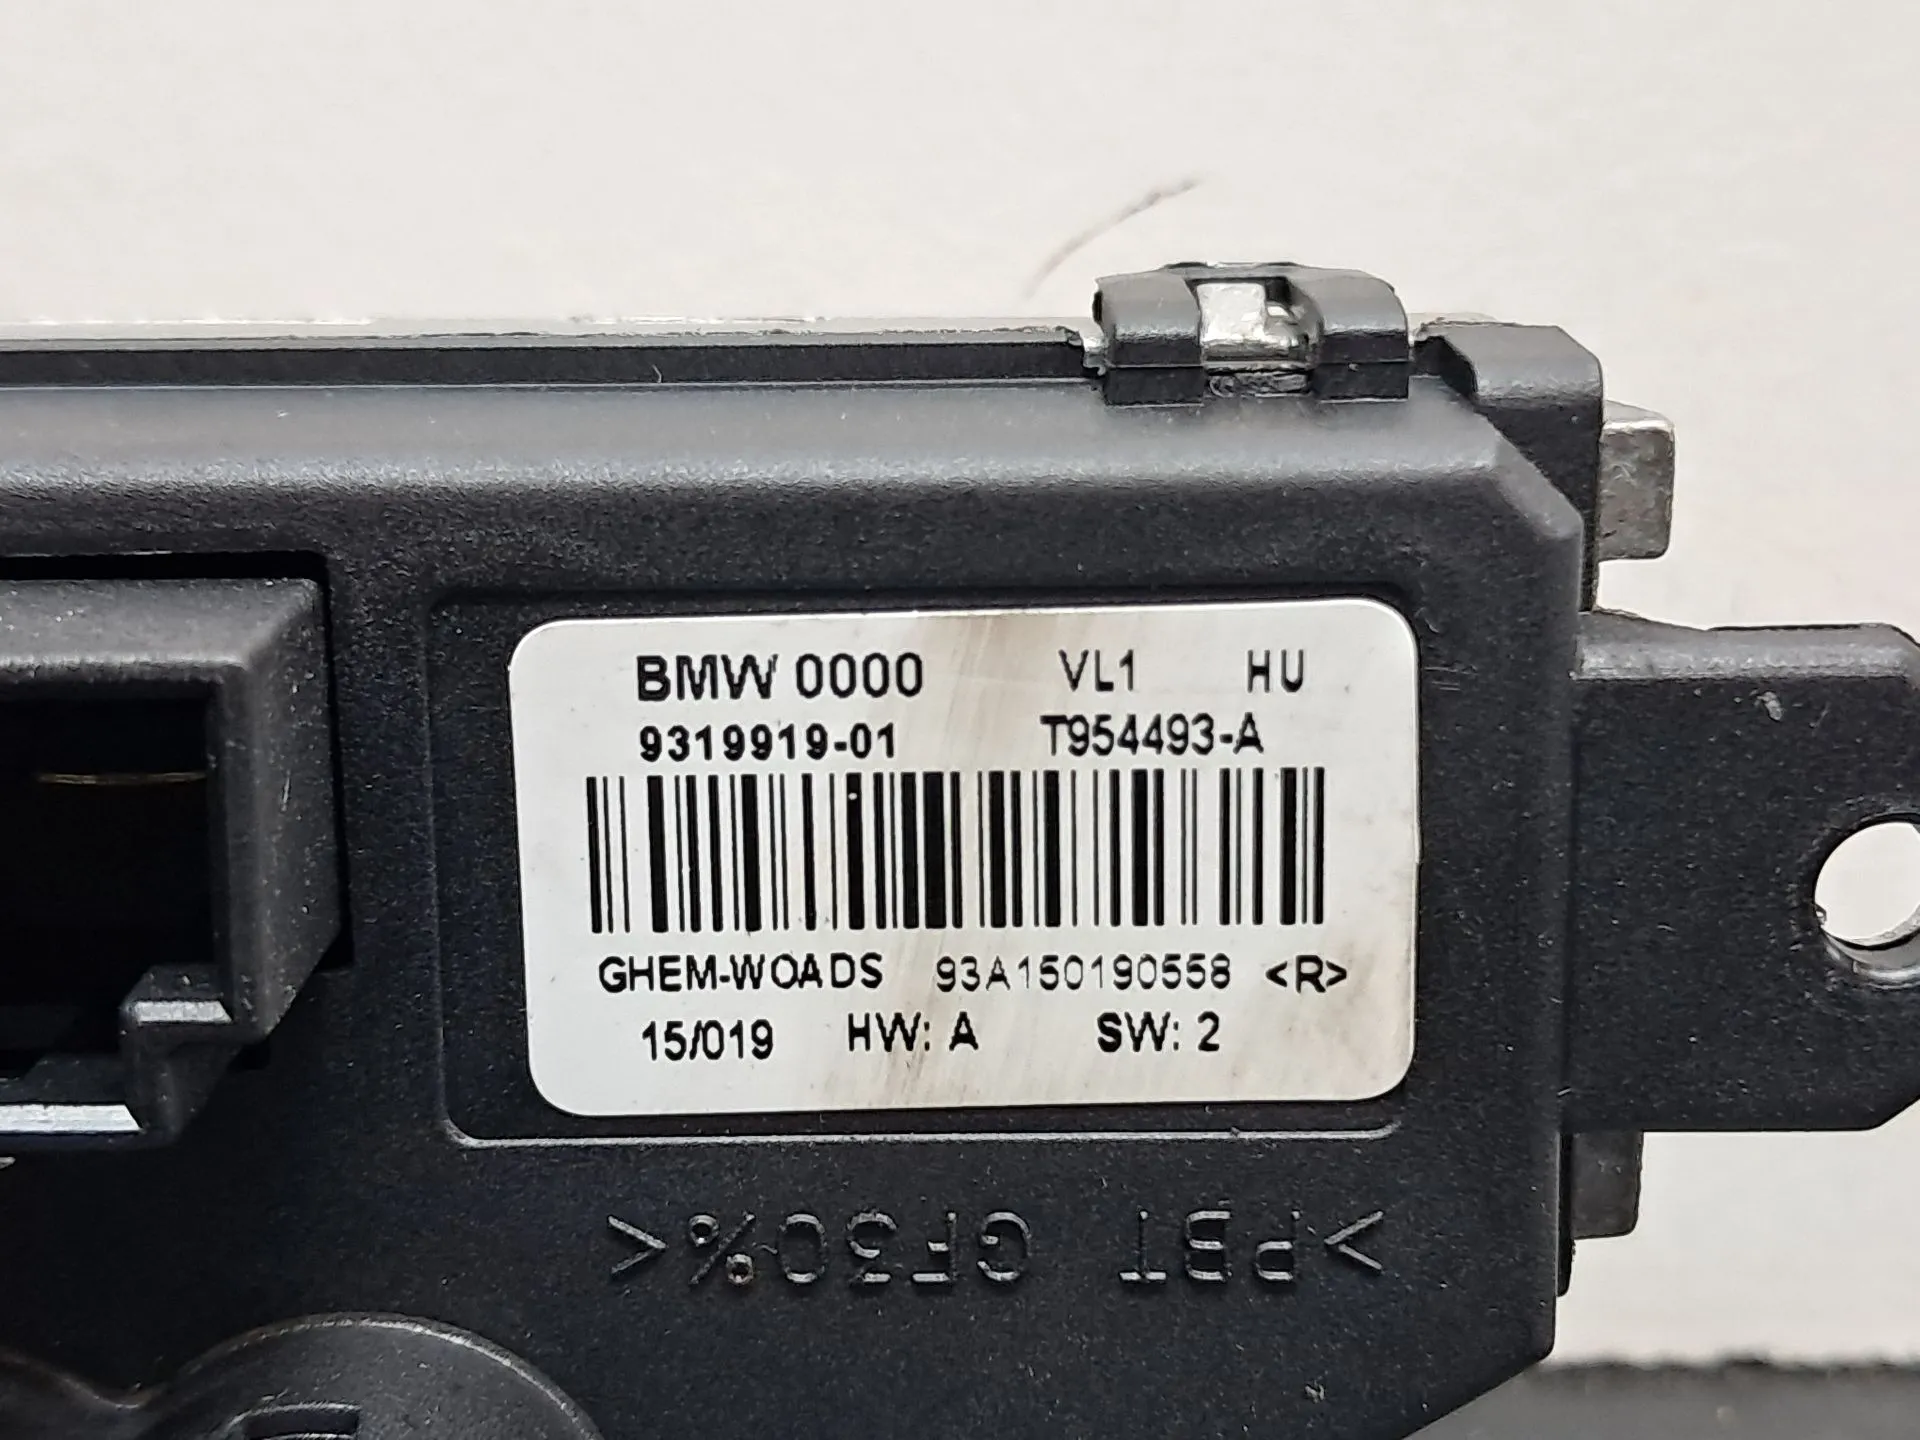 BMW 0000 VL1 HU
9319919-01 T954493-A
GHEM-WOADS 93A150190558 <R>
15/019 HW: A SW: 2
>PBT GF30%<